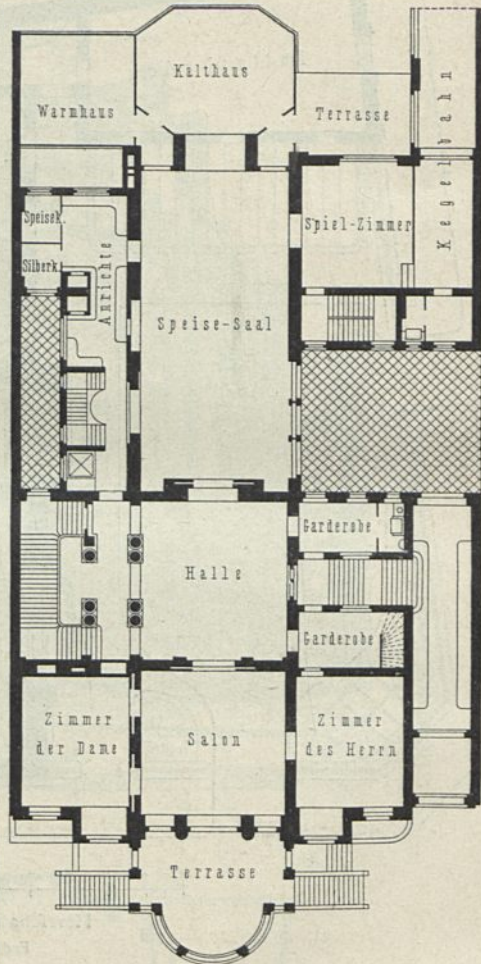 Kalthaus
Warmhaus
Terrasse
Kegelbahn
Speisek.
Spiel-Zimmer
Silberk.
Anrichte
Speise-Saal
Garderobe
Halle
Garderobe
Zimmer
der Dame
Salon
Zimmer
des Herrn
Terrasse